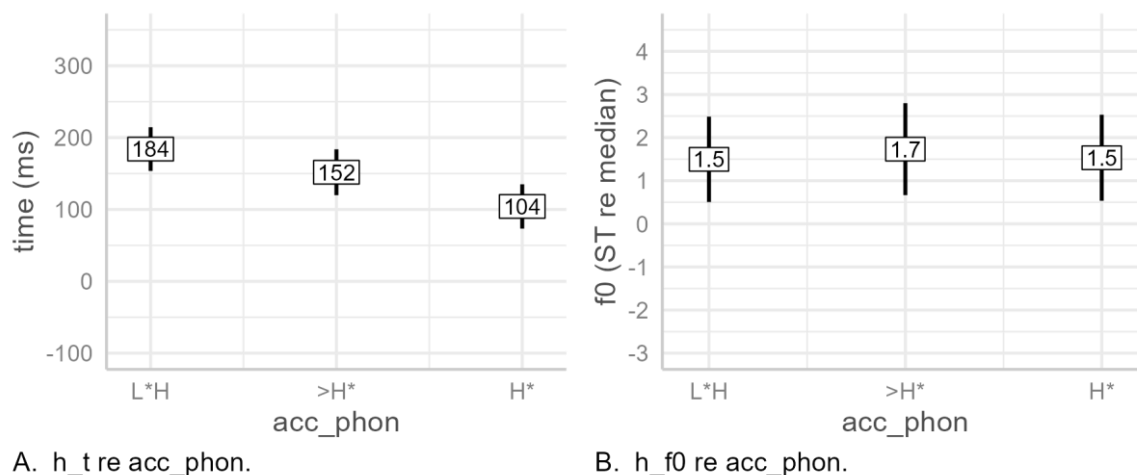 time (ms)
300
200
100
0
-100
184
152
104
L*H
>H*
H*
acc_phon
A. h_t re acc_phon.
f0 (ST re median)
4
3
2
1
0
-1
-2
-3
1.5
1.7
1.5
L*H
>H*
H*
acc_phon
B. h_f0 re acc_phon.